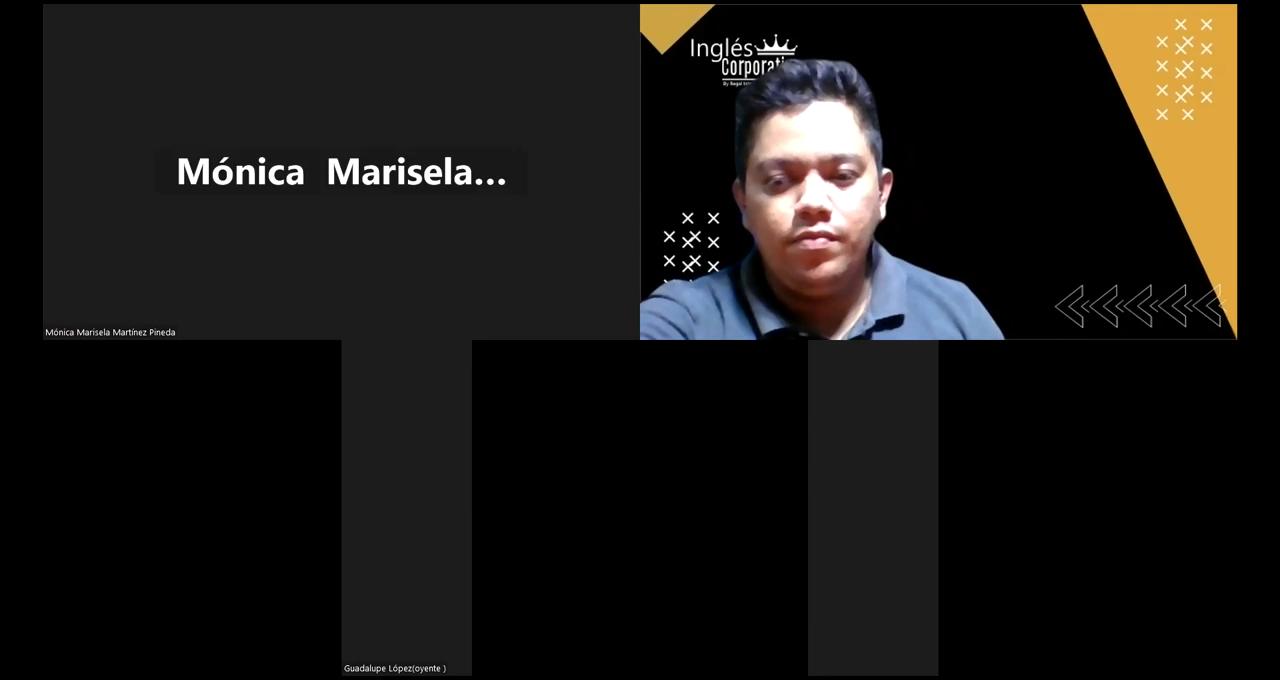 Mónica Marisela...
Mónica Marisela Martínez Pineda
Inglés
Corporati
Guadalupe López(oyente )